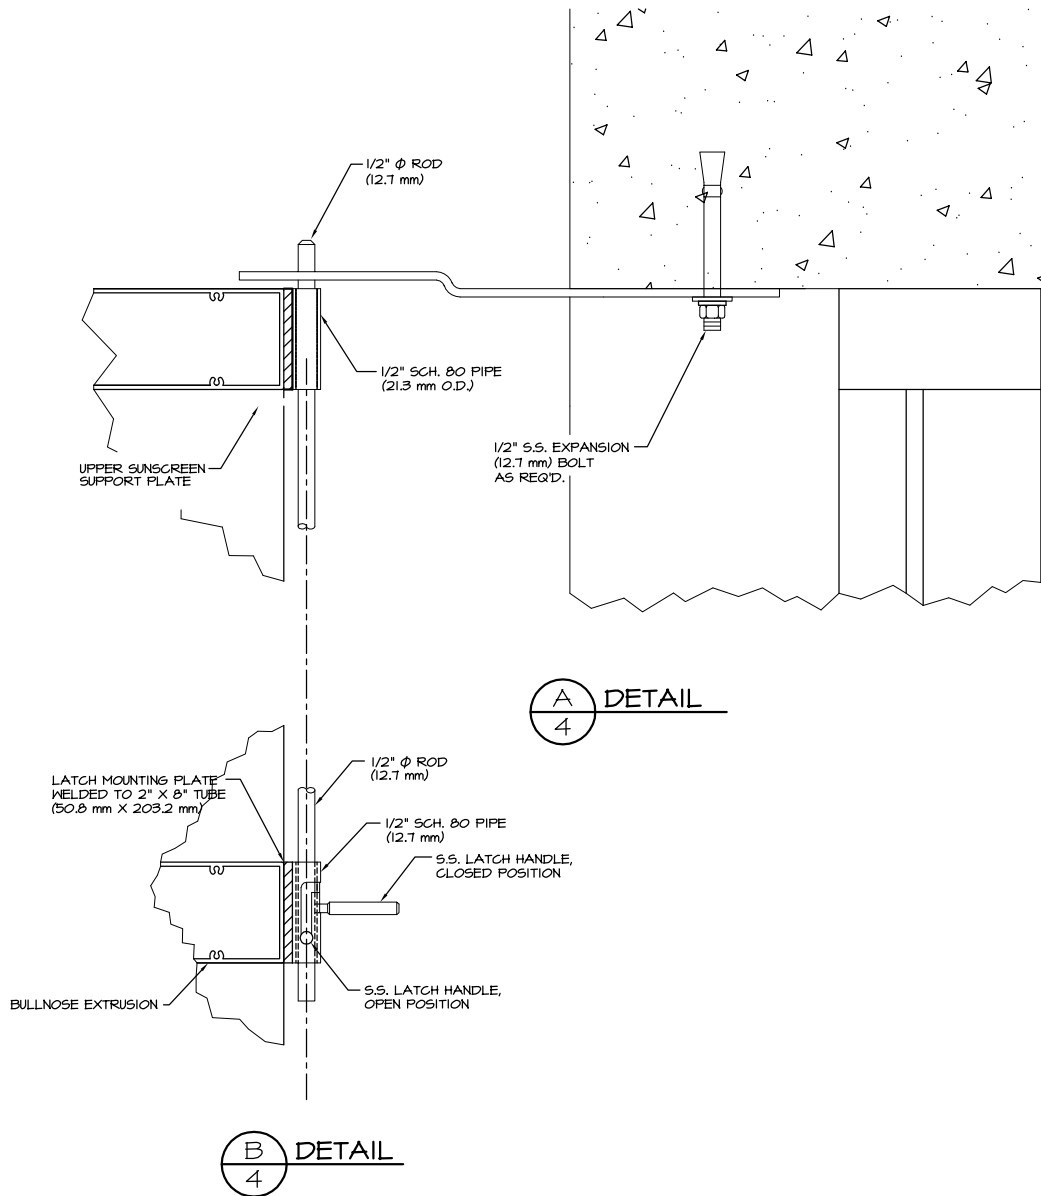 1/2" Φ ROD
(12.7 mm)
1/2" SCH. 80 PIPE
(21.3 mm O.D.)
UPPER SUNSCREEN
SUPPORT PLATE
1/2" S.S. EXPANSION
(12.7 mm) BOLT
AS REQ'D.
A DETAIL
4
1/2" Φ ROD
(12.7 mm)
LATCH MOUNTING PLATE
WELDED TO 2" X 8" TUBE
(50.8 mm X 203.2 mm)
1/2" SCH. 80 PIPE
(12.7 mm)
S.S. LATCH HANDLE,
CLOSED POSITION
S.S. LATCH HANDLE,
OPEN POSITION
BULLNOSE EXTRUSION
B DETAIL
4